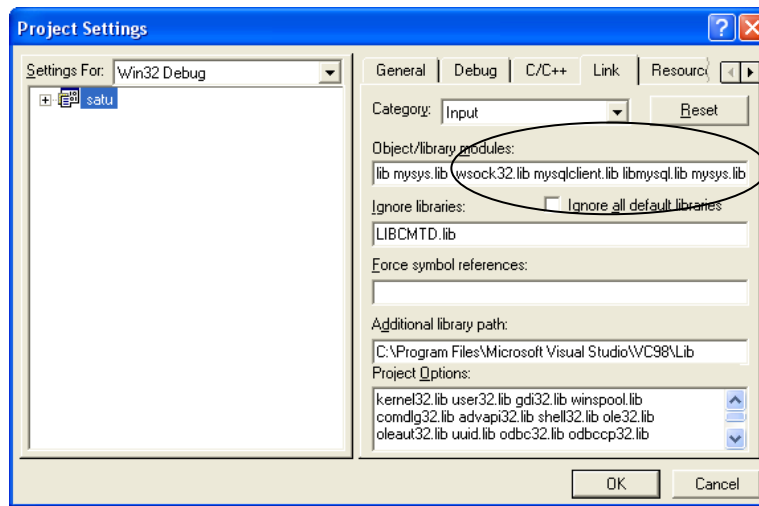 Project Settings
Settings For: Win32 Debug
satu
General Debug C/C++ Link Resourc
Category: Input Reset
Object/library modules:
lib mysys.lib wsock32.lib mysqlclient.lib libmysql.lib mysys.lib
Ignore libraries: Ignore all default libraries
LIBCMTD.lib
Force symbol references:
Additional library path:
C:\Program Files\Microsoft Visual Studio\VC98\Lib
Project Options:
kernel32.lib user32.lib gdi32.lib winspool.lib
comdlg32.lib advapi32.lib shell32.lib ole32.lib
oleaut32.lib uuid.lib odbc32.lib odbccp32.lib
OK Cancel